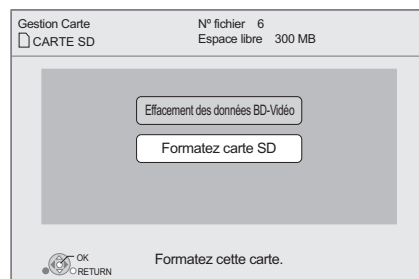 Gestion Carte
CARTE SD
Nº fichier 6
Espace libre 300 MB
Effacement des données BD-Vidéo
Formatez carte SD
OK
RETURN
Formatez cette carte.